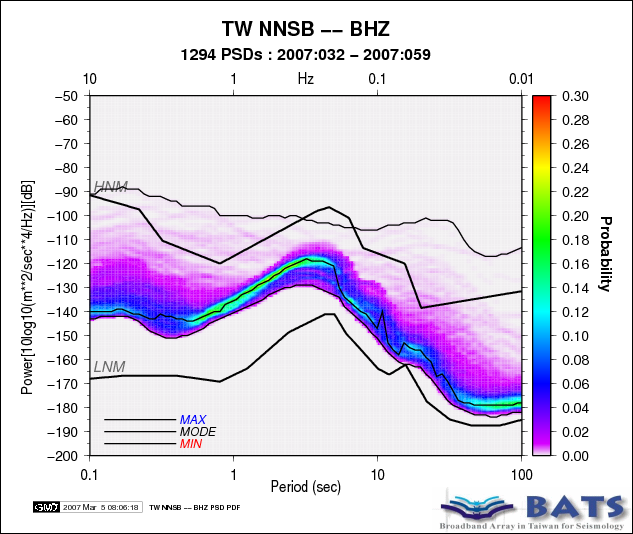 TW NNSB -- BHZ
1294 PSDs : 2007:032 - 2007:059
10 1 Hz 0.1 0.01
-50
-60
-70
-80
-90
-100
-110
-120
-130
-140
-150
-160
-170
-180
-190
-200
Power[10log10(m**2/sec**4/Hz)][dB]
HNM
LNM
MAX
MODE
MIN
0.1 1 10 100
Period (sec)
0.30
0.28
0.26
0.24
0.22
0.20
0.18
0.16
0.14
0.12
0.10
0.08
0.06
0.04
0.02
0.00
Probability
GMT 2007 Mar 5 08:06:18 TW NNSB -- BHZ PSD PDF
BATS
Broadband Array in Taiwan for Seismology